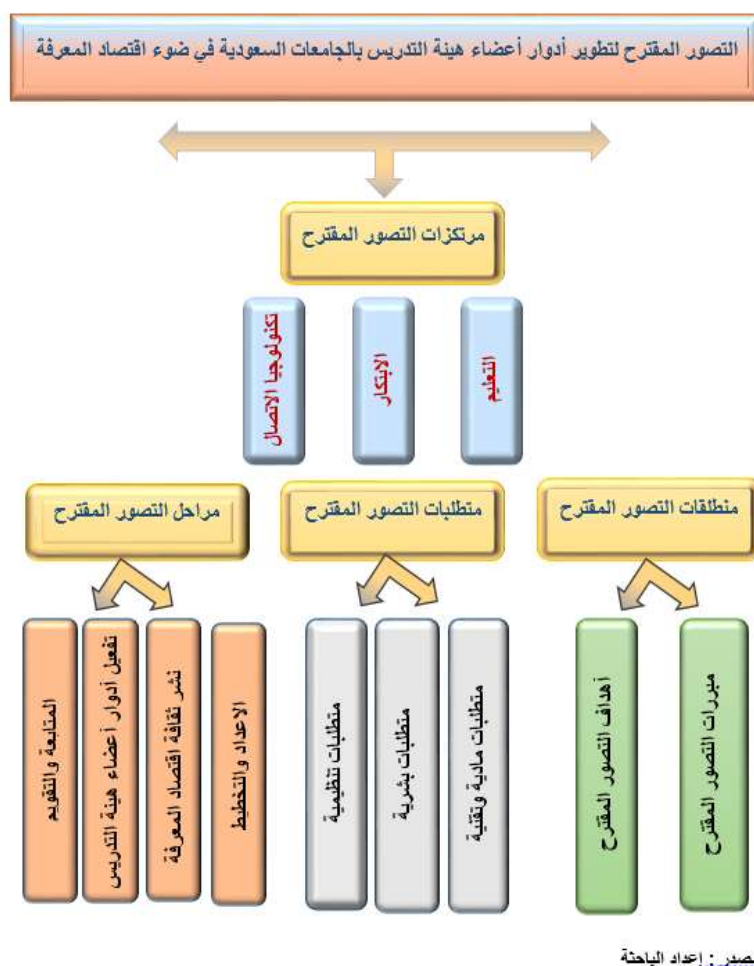 التصور المقترح لتطوير أدوار أعضاء هيئة التدريس بالجامعات السعودية في ضوء اقتصاد المعرفة
مرتكزات التصور المقترح
التعليم
الابتكار
تكنولوجيا الاتصال
منطلقات التصور المقترح
متطلبات التصور المقترح
مراحل التصور المقترح
مبررات التصور المقترح
أهداف التصور المقترح
متطلبات مادية وتقنية
متطلبات بشرية
متطلبات تنظيمية
الاعداد والتخطيط
نشر ثقافة اقتصاد المعرفة
تفعيل أدوار أعضاء هيئة التدريس
المتابعة والتقويم
صدر : إعداد الباحثة